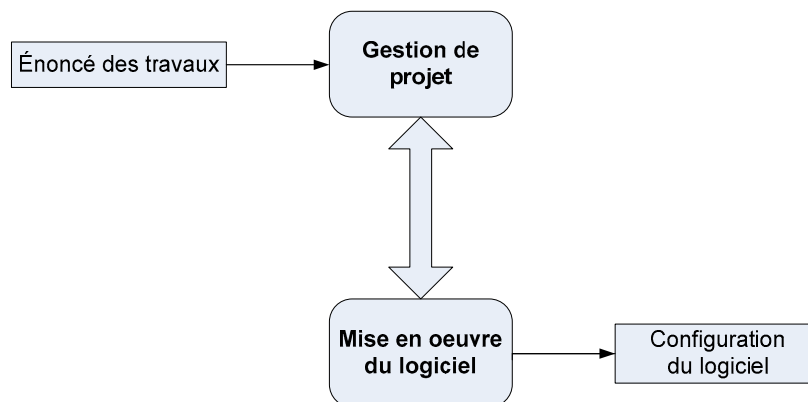 Énoncé des travaux
Gestion de
projet
Mise en oeuvre
du logiciel
Configuration
du logiciel